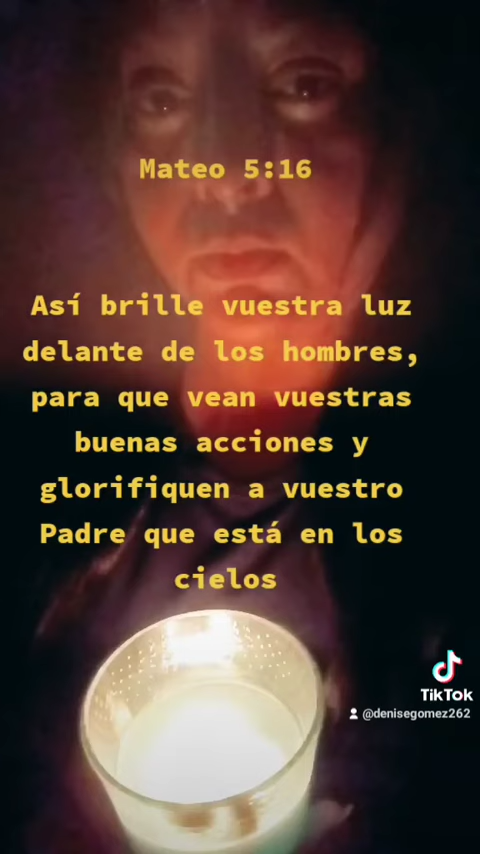 Mateo 5:16
Así brille vuestra luz
delante de los hombres,
para que vean vuestras
buenas acciones y
glorifiquen a vuestro
Padre que está en los
cielos
TikTok
@denisegomez262